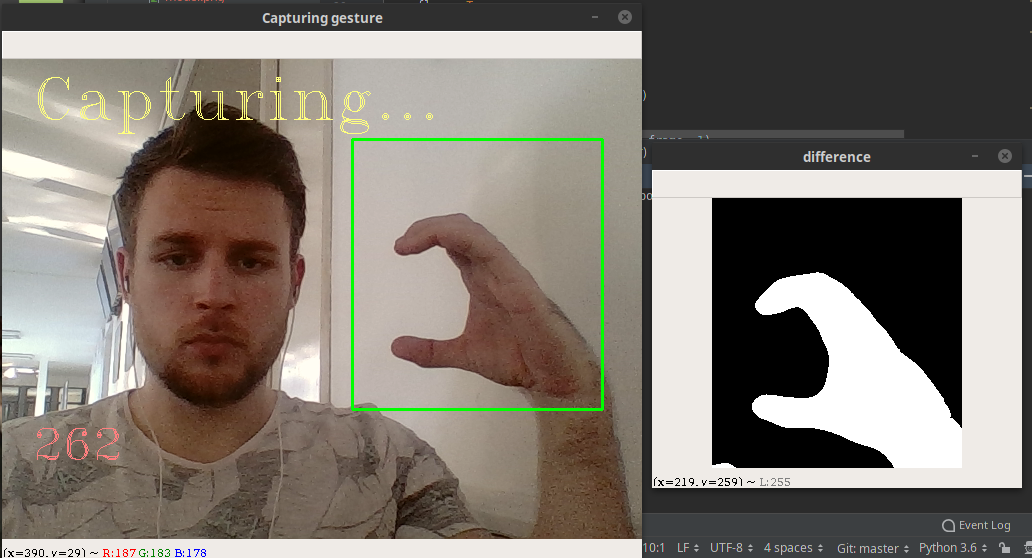 Capturing gesture
Capturing...
262
(x=390, y=29) ~ R:187 G:183 B:178
difference
(x=219, y=259) ~ L:255
Event Log
10:1 LF UTF-8 4 spaces Git: master Python 3.6